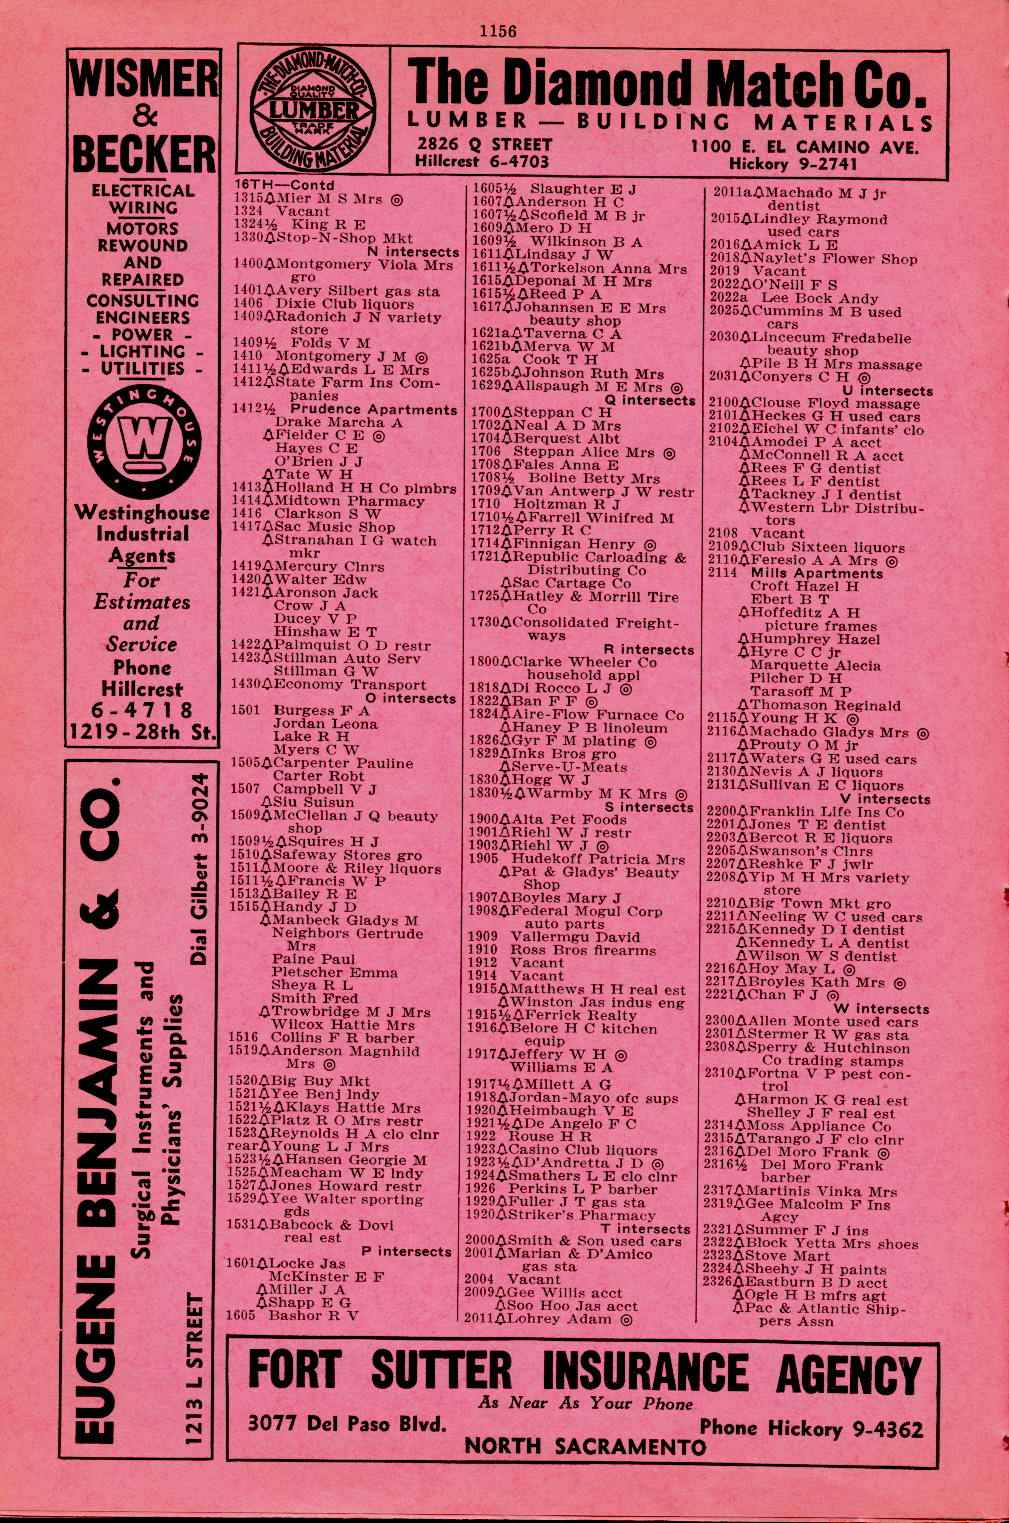 1156
WISMER
&
BECKER
ELECTRICAL
WIRING
MOTORS
REWOUND
AND
REPAIRED
CONSULTING
ENGINEERS
- POWER -
- LIGHTING -
- UTILITIES -
WESTINGHOUSE
W
Westinghouse
Industrial
Agents
For
Estimates
and
Service
Phone
Hillcrest
6-4718
1219-28th St.
EUGENE BENJAMIN & CO.
Surgical Instruments and
Physicians' Supplies
1213 L STREET
Dial Gilbert 3-9024
THE-DIAMOND-MATCH-CO.
DIAMOND
QUALITY
LUMBER
TRADE
MARK
BUILDING MATERIAL
The Diamond Match Co.
LUMBER — BUILDING MATERIALS
2826 Q STREET
Hillcrest 6-4703
1100 E. EL CAMINO AVE.
Hickory 9-2741
16TH—Contd
1315△Mier M S Mrs ◎
1324 Vacant
1324½ King R E
1330△Stop-N-Shop Mkt
N intersects
1400△Montgomery Viola Mrs
gro
1401△Avery Silbert gas sta
1406 Dixie Club liquors
1409△Radonich J N variety
store
1409½ Folds V M
1410 Montgomery J M ◎
1411½△Edwards L E Mrs
1412△State Farm Ins Com-
panies
1412½ Prudence Apartments
Drake Marcha A
△Fielder C E ◎
Hayes C E
O'Brien J J
△Tate W H
1413△Holland H H Co plmbrs
1414△Midtown Pharmacy
1416 Clarkson S W
1417△Sac Music Shop
△Stranahan I G watch
mkr
1419△Mercury Clnrs
1420△Walter Edw
1421△Aronson Jack
Crow J A
Ducey V P
Hinshaw E T
1422△Palmquist O D restr
1423△Stillman Auto Serv
Stillman G W
1430△Economy Transport
O intersects
1501 Burgess F A
Jordan Leona
Lake R H
Myers C W
1505△Carpenter Pauline
Carter Robt
1507 Campbell V J
△Siu Suisun
1509△McClellan J Q beauty
shop
1509½△Squires H J
1510△Safeway Stores gro
1511△Moore & Riley liquors
1511½△Francis W P
1513△Bailey R E
1515△Handy J D
△Manbeck Gladys M
Neighbors Gertrude
Mrs
Paine Paul
Pletscher Emma
Sheya R L
Smith Fred
△Trowbridge M J Mrs
Wilcox Hattie Mrs
1516 Collins F R barber
1519△Anderson Magnhild
Mrs ◎
1520△Big Buy Mkt
1521△Yee Benj lndy
1521½△Klays Hattie Mrs
1522△Platz R O Mrs restr
1523△Reynolds H A clo clnr
rear△Young L J Mrs
1523½△Hansen Georgie M
1525△Meacham W E lndy
1527△Jones Howard restr
1529△Yee Walter sporting
gds
1531△Babcock & Dovi
real est
P intersects
1601△Locke Jas
McKinster E F
△Miller J A
△Shapp E G
1605 Bashor R V
1605½ Slaughter E J
1607△Anderson H C
1607½△Scofield M B jr
1609△Mero D H
1609½ Wilkinson B A
1611△Lindsay J W
1611½△Torkelson Anna Mrs
1615△Deponai M H Mrs
1615½△Reed P A
1617△Johannsen E E Mrs
beauty shop
1621a△Taverna C A
1621b△Merva W M
1625a Cook T H
1625b△Johnson Ruth Mrs
1629△Allspaugh M E Mrs ◎
Q intersects
1700△Steppan C H
1702△Neal A D Mrs
1704△Berquest Albt
1706 Steppan Alice Mrs ◎
1708△Fales Anna E
1708½ Boline Betty Mrs
1709△Van Antwerp J W restr
1710 Holtzman R J
1710½△Farrell Winifred M
1712△Perry R C
1714△Finnigan Henry ◎
1721△Republic Carloading &
Distributing Co
△Sac Cartage Co
1725△Hatley & Morrill Tire
Co
1730△Consolidated Freight-
ways
R intersects
1800△Clarke Wheeler Co
household appl
1818△Di Rocco L J ◎
1822△Ban F F ◎
1824△Aire-Flow Furnace Co
△Haney P B linoleum
1826△Gyr F M plating ◎
1829△Inks Bros gro
△Serve-U-Meats
1830△Hogg W J
1830½△Warmby M K Mrs ◎
S intersects
1900△Alta Pet Foods
1901△Riehl W J restr
1903△Riehl W J ◎
1905 Hudekoff Patricia Mrs
△Pat & Gladys' Beauty
Shop
1907△Boyles Mary J
1908△Federal Mogul Corp
auto parts
1909 Vallermgu David
1910 Ross Bros firearms
1912 Vacant
1914 Vacant
1915△Matthews H H real est
△Winston Jas indus eng
1915½△Ferrick Realty
1916△Belore H C kitchen
equip
1917△Jeffery W H ◎
Williams E A
1917½△Millett A G
1918△Jordan-Mayo ofc sups
1920△Heimbaugh V E
1921½△De Angelo F C
1922 Rouse H R
1923△Casino Club liquors
1923½△D'Andretta J D ◎
1924△Smathers L E clo clnr
1926 Perkins L P barber
1929△Fuller J T gas sta
1920△Striker's Pharmacy
T intersects
2000△Smith & Son used cars
2001△Marian & D'Amico
gas sta
2004 Vacant
2009△Gee Willis acct
△Soo Hoo Jas acct
2011△Lohrey Adam ◎
2011a△Machado M J jr
dentist
2015△Lindley Raymond
used cars
2016△Amick L E
2018△Naylet's Flower Shop
2019 Vacant
2022△O'Neill F S
2022a Lee Bock Andy
2025△Cummins M B used
cars
2030△Lincecum Fredabelle
beauty shop
△Pile B H Mrs massage
2031△Conyers C H ◎
U intersects
2100△Clouse Floyd massage
2101△Heckes G H used cars
2102△Eichel W C infants' clo
2104△Amodei P A acct
△McConnell R A acct
△Rees F G dentist
△Rees L F dentist
△Tackney J I dentist
△Western Lbr Distribu-
tors
2108 Vacant
2109△Club Sixteen liquors
2110△Feresio A A Mrs ◎
2114 Mills Apartments
Croft Hazel H
Ebert B T
△Hoffeditz A H
picture frames
△Humphrey Hazel
△Hyre C C jr
Marquette Alecia
Pilcher D H
Tarasoff M P
△Thomason Reginald
2115△Young H K ◎
2116△Machado Gladys Mrs ◎
△Prouty O M jr
2117△Waters G E used cars
2130△Nevis A J liquors
2131△Sullivan E C liquors
V intersects
2200△Franklin Life Ins Co
2201△Jones T E dentist
2203△Bercot R E liquors
2205△Swanson's Clnrs
2207△Reshke F J jwlr
2208△Yip M H Mrs variety
store
2210△Big Town Mkt gro
2211△Neeling W C used cars
2215△Kennedy D I dentist
△Kennedy L A dentist
△Wilson W S dentist
2216△Hoy May L ◎
2217△Broyles Kath Mrs ◎
2221△Chan F J ◎
W intersects
2300△Allen Monte used cars
2301△Stermer R W gas sta
2308△Sperry & Hutchinson
Co trading stamps
2310△Fortna V P pest con-
trol
△Harmon K G real est
Shelley J F real est
2314△Moss Appliance Co
2315△Tarango J F clo clnr
2316△Del Moro Frank ◎
2316½ Del Moro Frank
barber
2317△Martinis Vinka Mrs
2319△Gee Malcolm F Ins
Agcy
2321△Summer F J ins
2322△Block Yetta Mrs shoes
2323△Stove Mart
2324△Sheehy J H paints
2326△Eastburn B D acct
△Ogle H B mfrs agt
△Pac & Atlantic Ship-
pers Assn
FORT SUTTER INSURANCE AGENCY
As Near As Your Phone
3077 Del Paso Blvd.
Phone Hickory 9-4362
NORTH SACRAMENTO